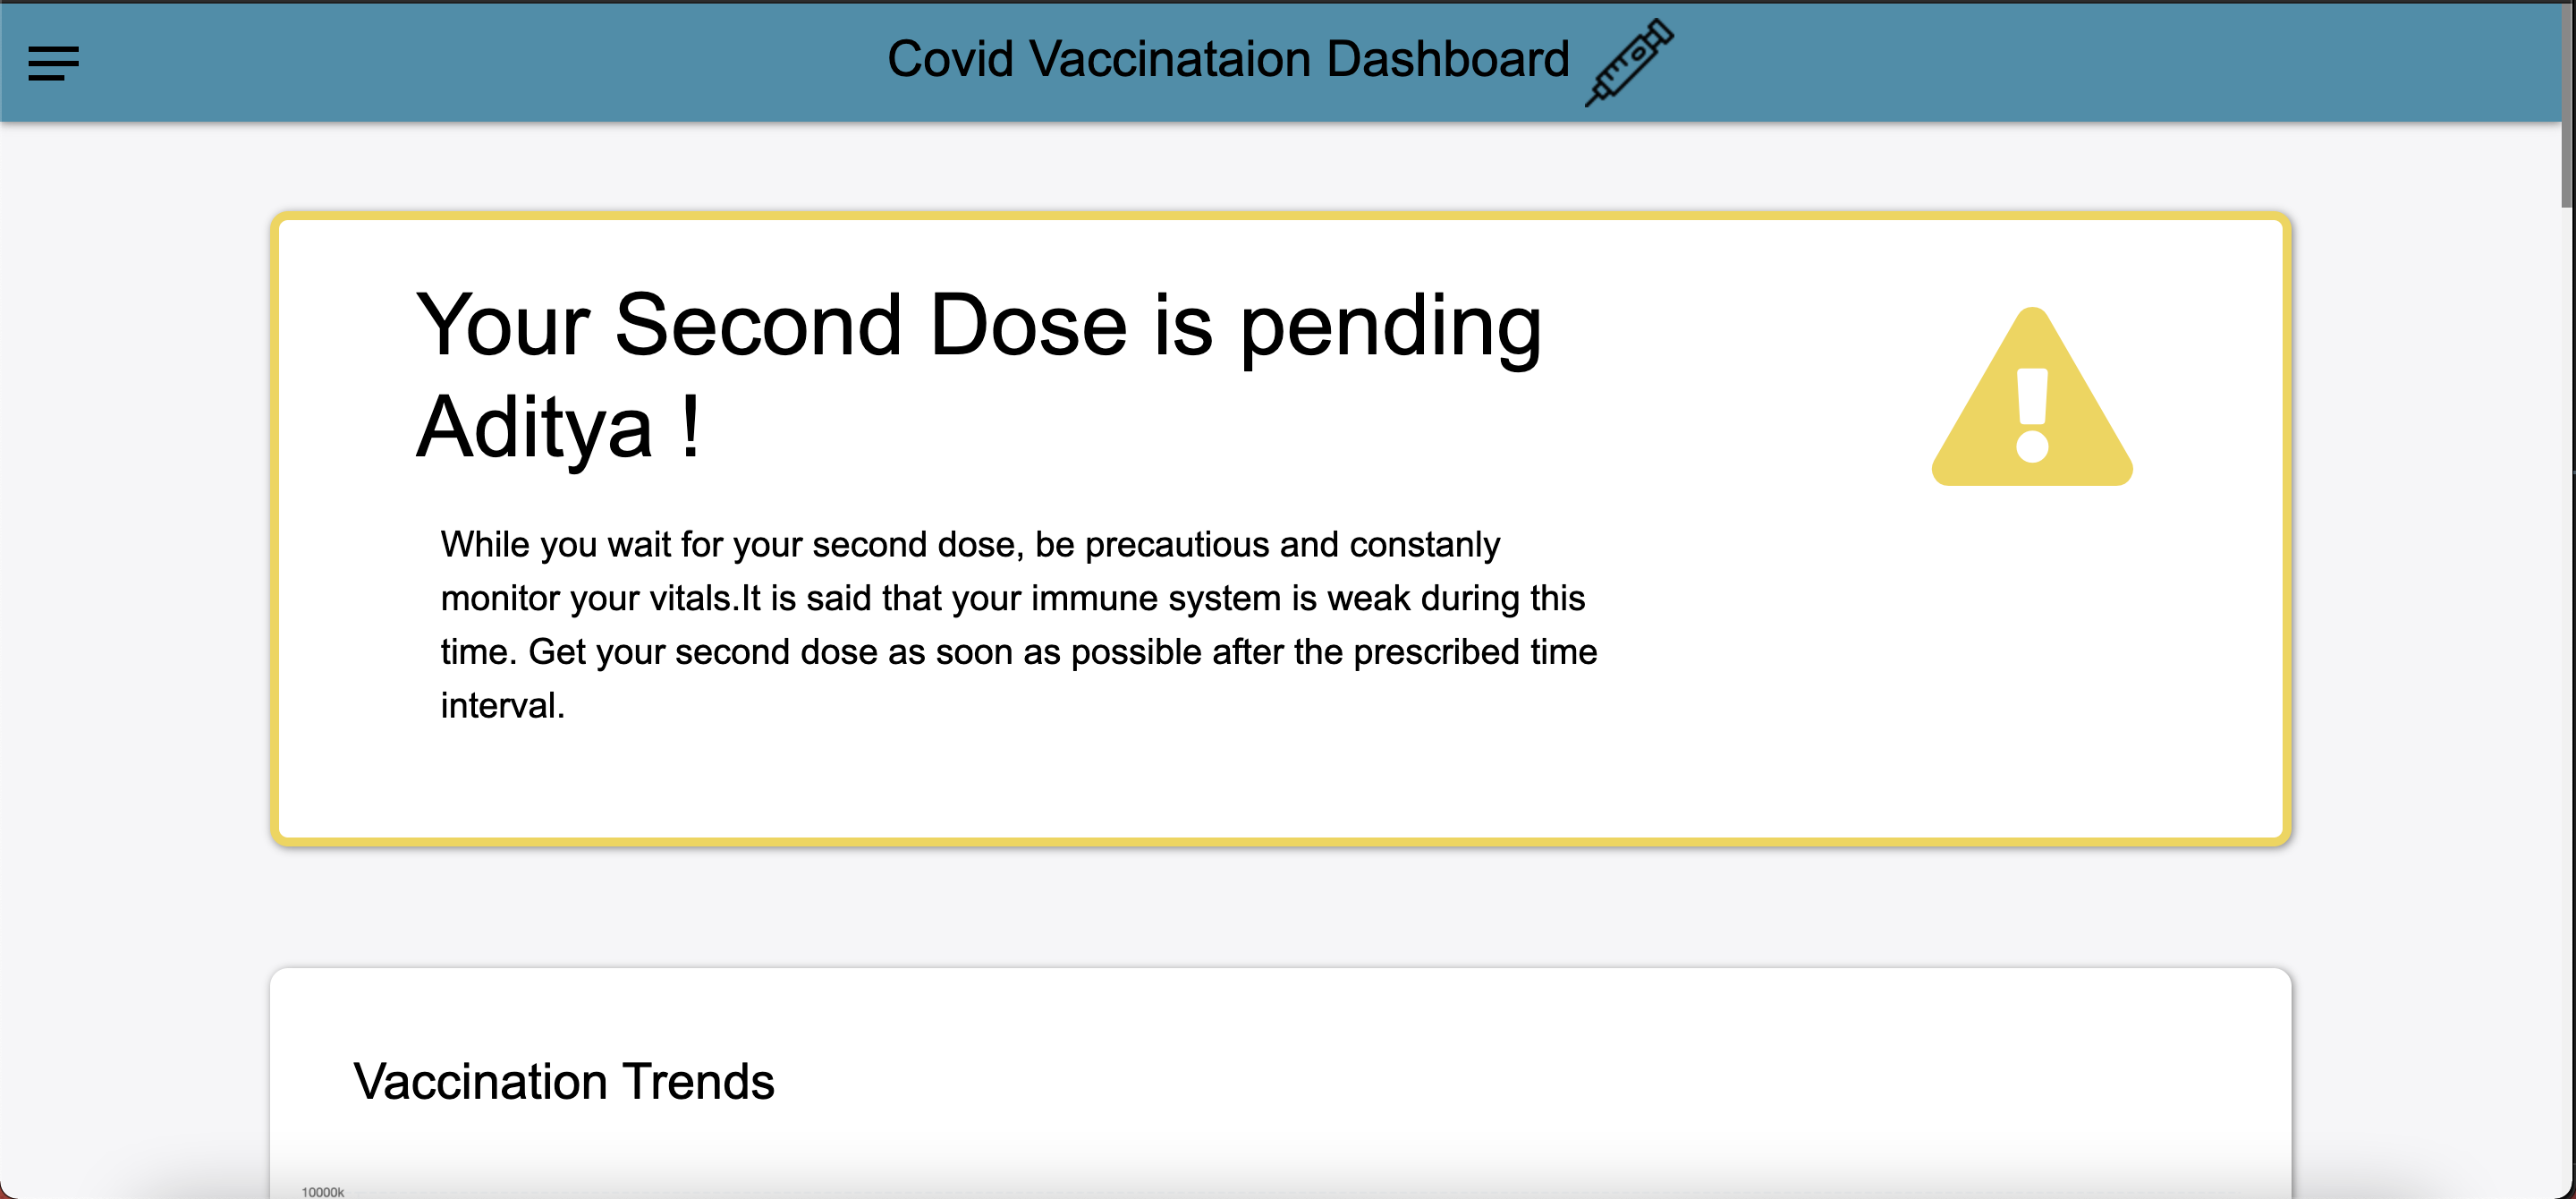 Covid Vaccinataion Dashboard
Your Second Dose is pending
Aditya !
While you wait for your second dose, be precautious and constanly
monitor your vitals.It is said that your immune system is weak during this
time. Get your second dose as soon as possible after the prescribed time
interval.
Vaccination Trends
10000k